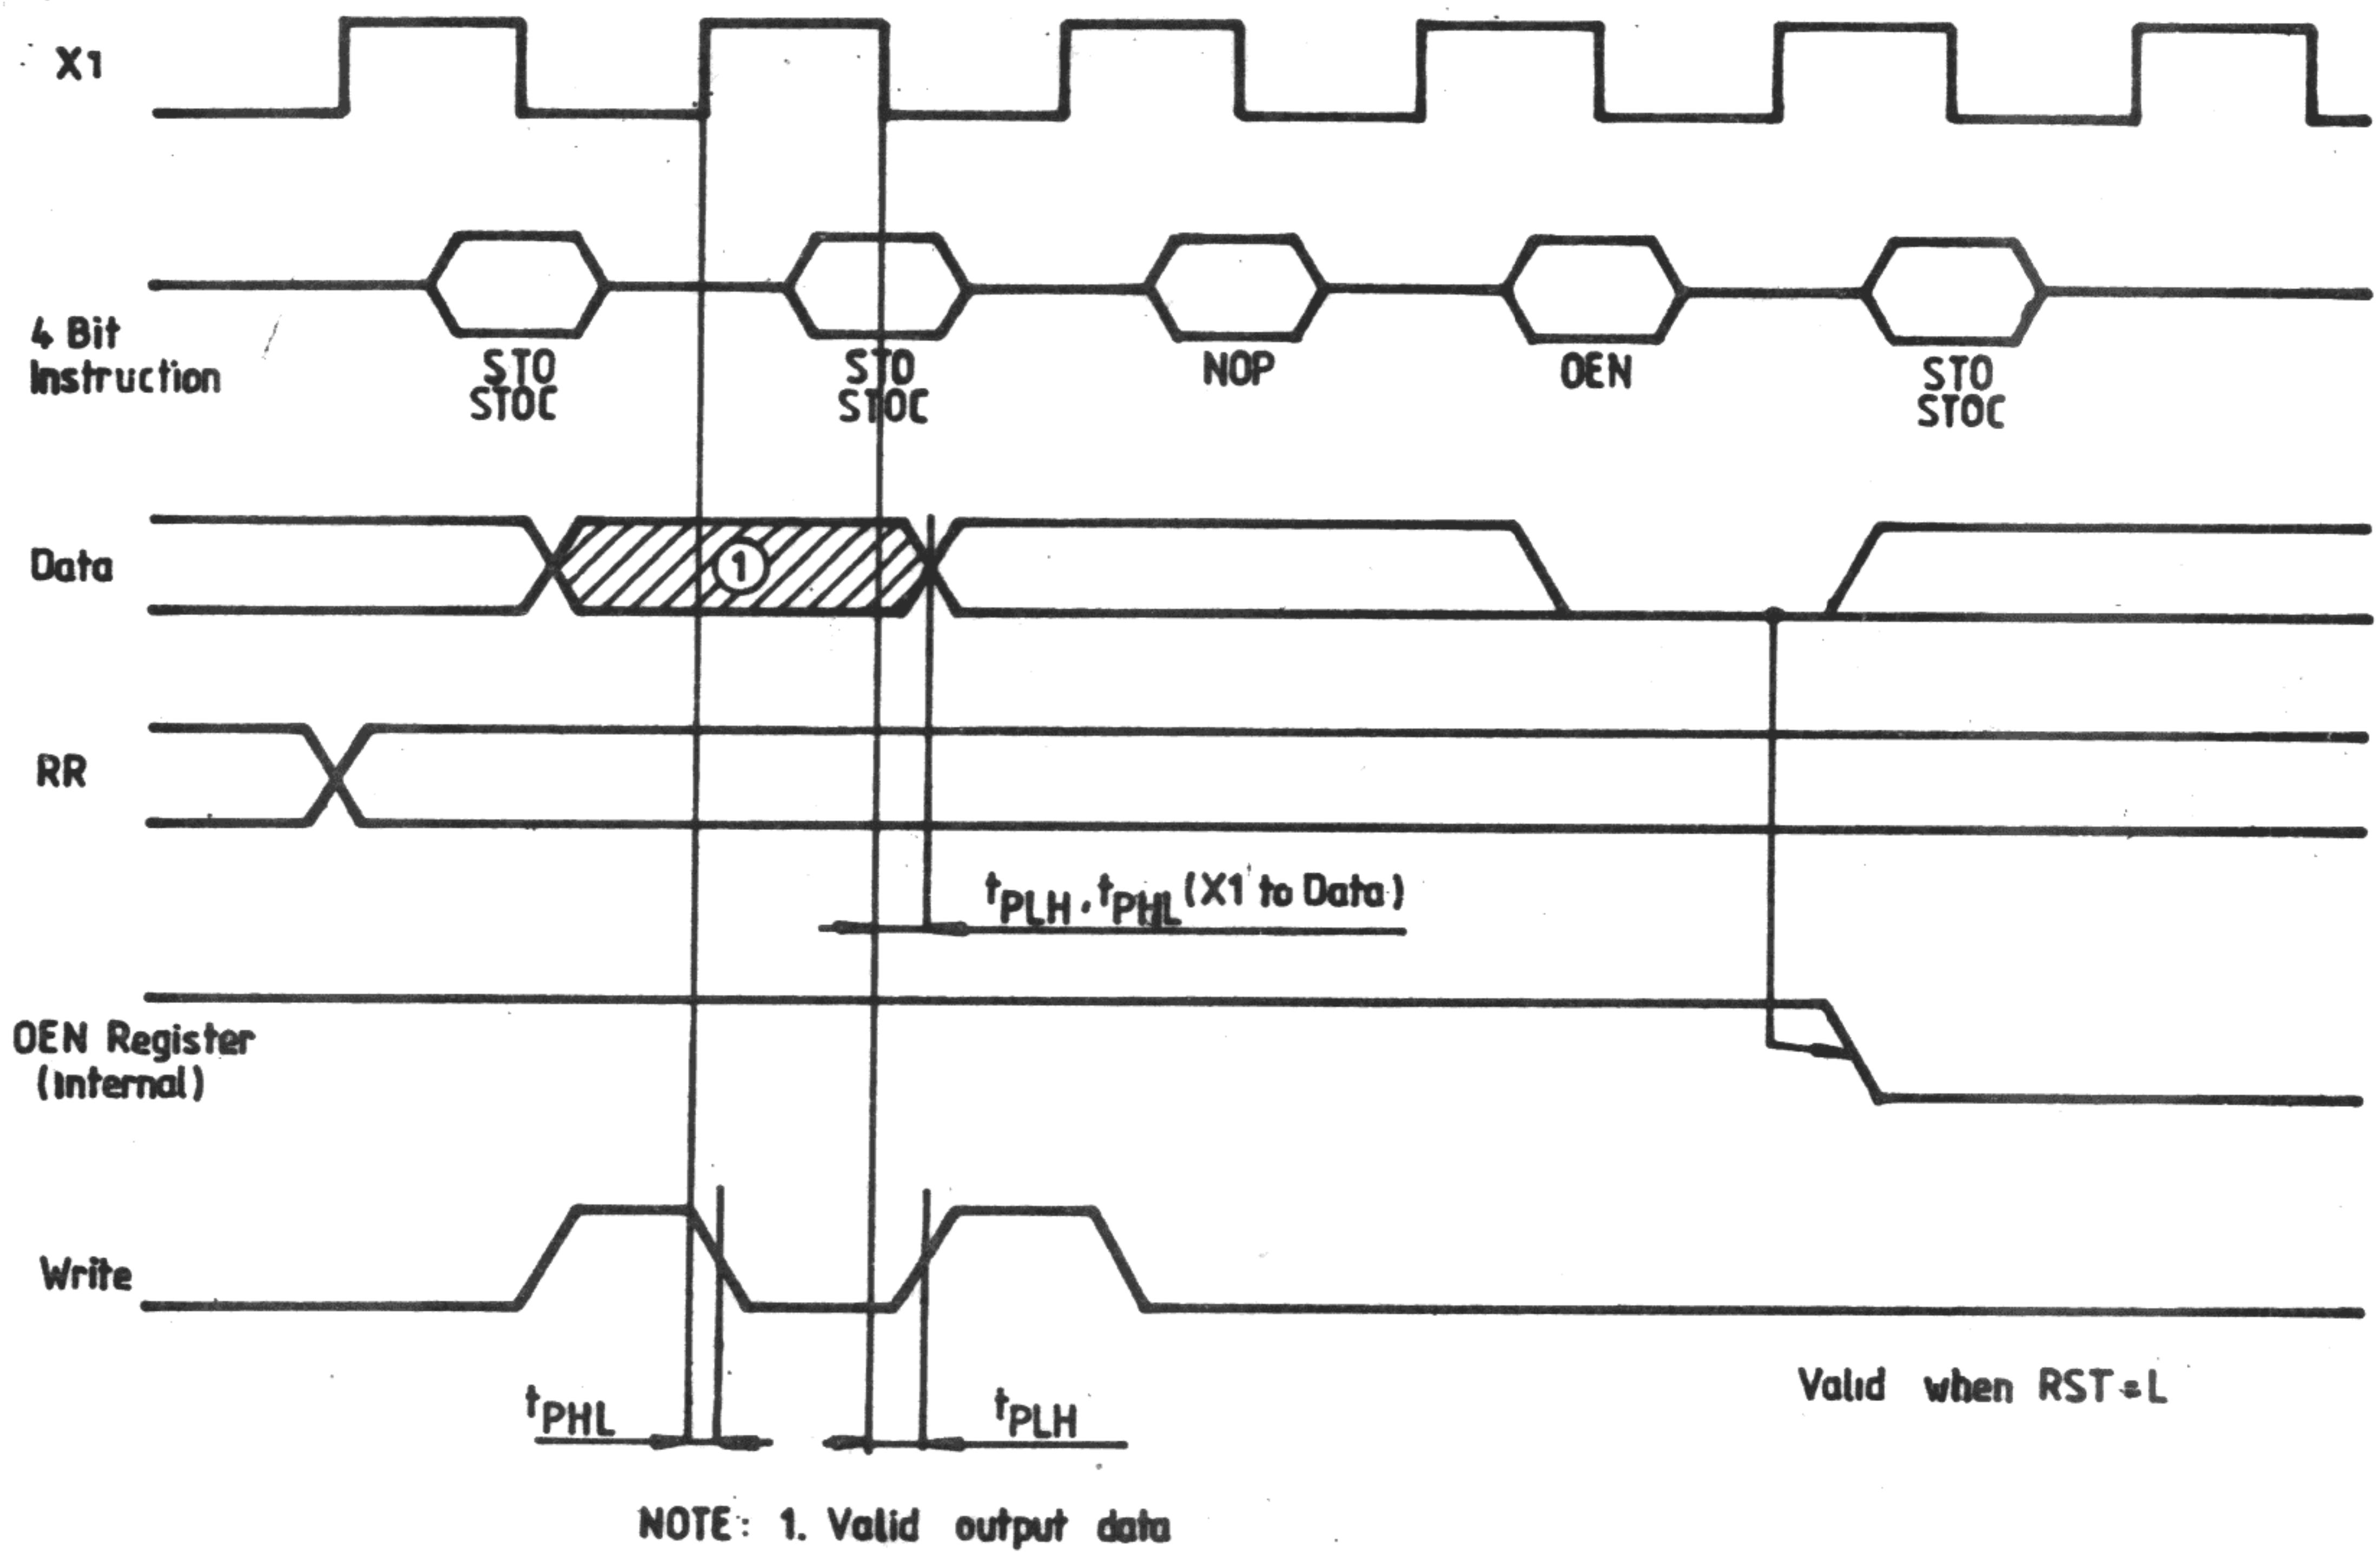 X1
4 Bit
Instruction
STO
STOC
STO
STOC
NOP
OEN
STO
STOC
Data
1
RR
tPLH, tPHL (X1 to Data)
OEN Register
(Internal)
Write
tPHL
tPLH
Valid when RST=L
NOTE: 1. Valid output data